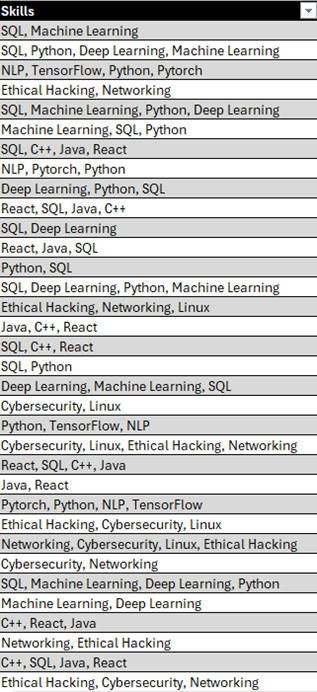 Skills
SQL, Machine Learning
SQL, Python, Deep Learning, Machine Learning
NLP, TensorFlow, Python, Pytorch
Ethical Hacking, Networking
SQL, Machine Learning, Python, Deep Learning
Machine Learning, SQL, Python
SQL, C++, Java, React
NLP, Pytorch, Python
Deep Learning, Python, SQL
React, SQL, Java, C++
SQL, Deep Learning
React, Java, SQL
Python, SQL
SQL, Deep Learning, Python, Machine Learning
Ethical Hacking, Networking, Linux
Java, C++, React
SQL, C++, React
SQL, Python
Deep Learning, Machine Learning, SQL
Cybersecurity, Linux
Python, TensorFlow, NLP
Cybersecurity, Linux, Ethical Hacking, Networking
React, SQL, C++, Java
Java, React
Pytorch, Python, NLP, TensorFlow
Ethical Hacking, Cybersecurity, Linux
Networking, Cybersecurity, Linux, Ethical Hacking
Cybersecurity, Networking
SQL, Machine Learning, Deep Learning, Python
Machine Learning, Deep Learning
C++, React, Java
Networking, Ethical Hacking
C++, SQL, Java, React
Ethical Hacking, Cybersecurity, Networking